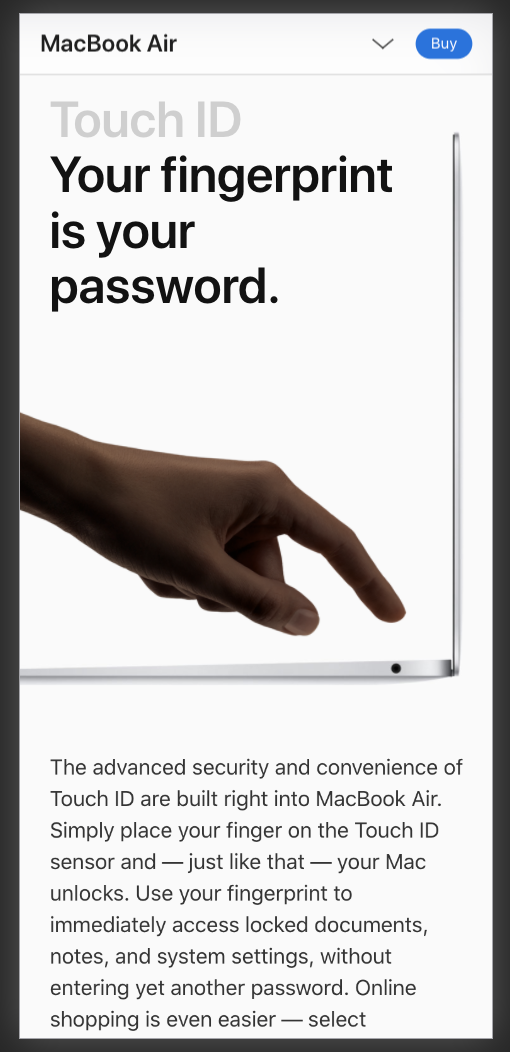 MacBook Air
Buy
Touch ID
Your fingerprint
is your
password.
The advanced security and convenience of
Touch ID are built right into MacBook Air.
Simply place your finger on the Touch ID
sensor and — just like that — your Mac
unlocks. Use your fingerprint to
immediately access locked documents,
notes, and system settings, without
entering yet another password. Online
shopping is even easier — select